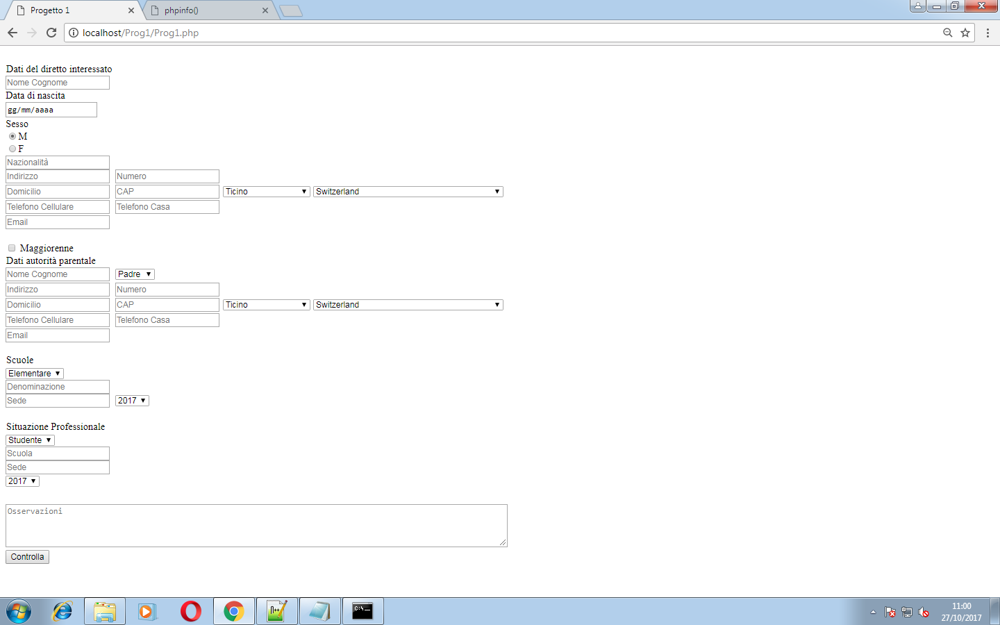 Progetto 1
phpinfo()
localhost/Prog1/Prog1.php
Dati del diretto interessato
Nome Cognome
Data di nascita
gg/mm/aaaa
Sesso
M
F
Nazionalità
Indirizzo Numero
Domicilio CAP Ticino Switzerland
Telefono Cellulare Telefono Casa
Email
Maggiorenne
Dati autorità parentale
Nome Cognome Padre
Indirizzo Numero
Domicilio CAP Ticino Switzerland
Telefono Cellulare Telefono Casa
Email
Scuole
Elementare
Denominazione
Sede 2017
Situazione Professionale
Studente
Scuola
Sede
2017
Osservazioni
Controlla
11:00
27/10/2017